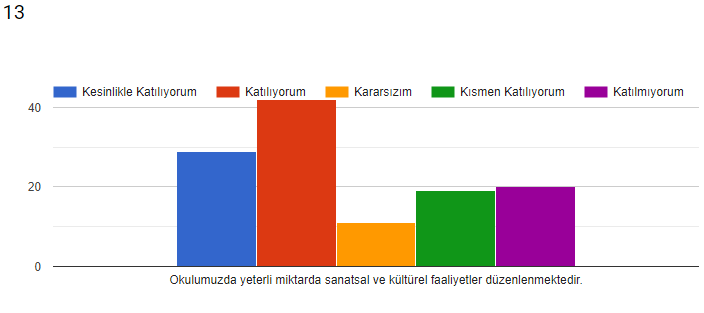 13
Kesinlikle Katılıyorum Katılıyorum Kararsızım Kısmen Katılıyorum Katılmıyorum
40
20
0
Okulumuzda yeterli miktarda sanatsal ve kültürel faaliyetler düzenlenmektedir.